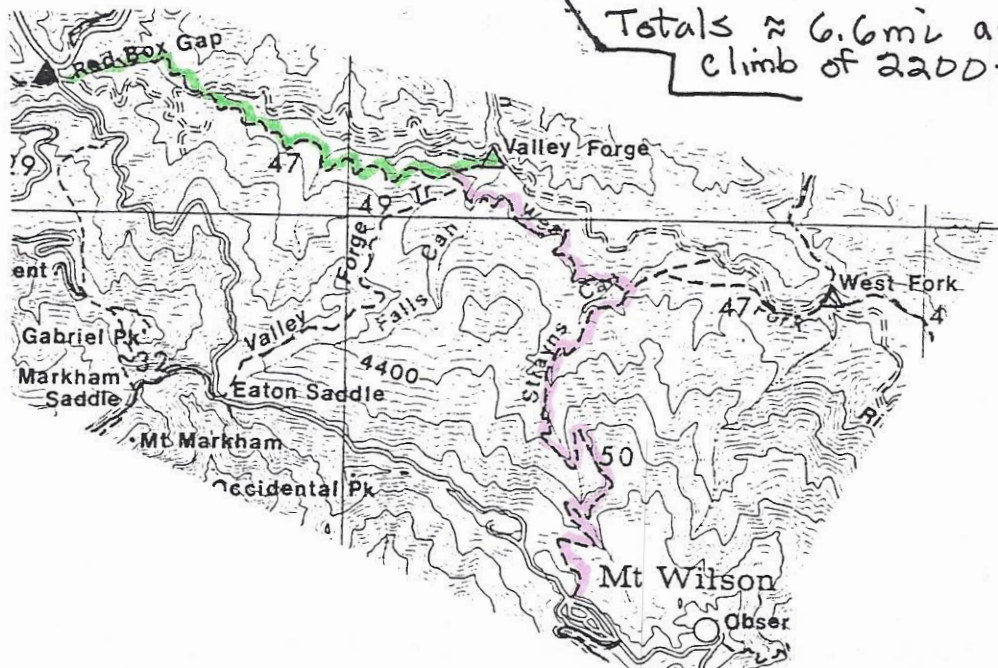 Totals ≈ 6.6mi a
climb of 2200
Red Box Gap
Valley Forge
47
49
Tr
West
Forge
Can
ent
Can
West Fork
47
Fork
4
Gabriel Pk
Valley
Falls
32
4400
Strayns
Markham
Saddle
Eaton Saddle
Mt Markham
50
Occidental Pk
Mt Wilson
Obser